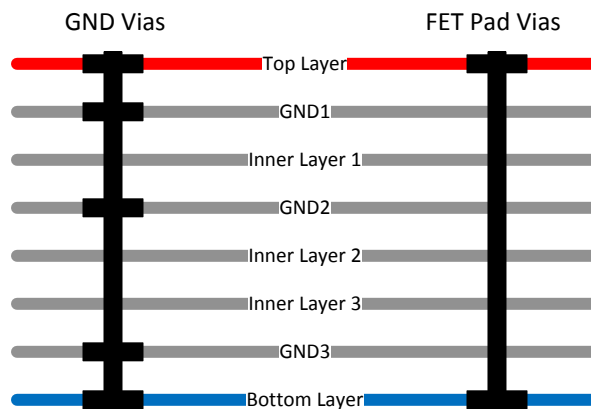 GND Vias
FET Pad Vias
Top Layer
GND1
Inner Layer 1
GND2
Inner Layer 2
Inner Layer 3
GND3
Bottom Layer